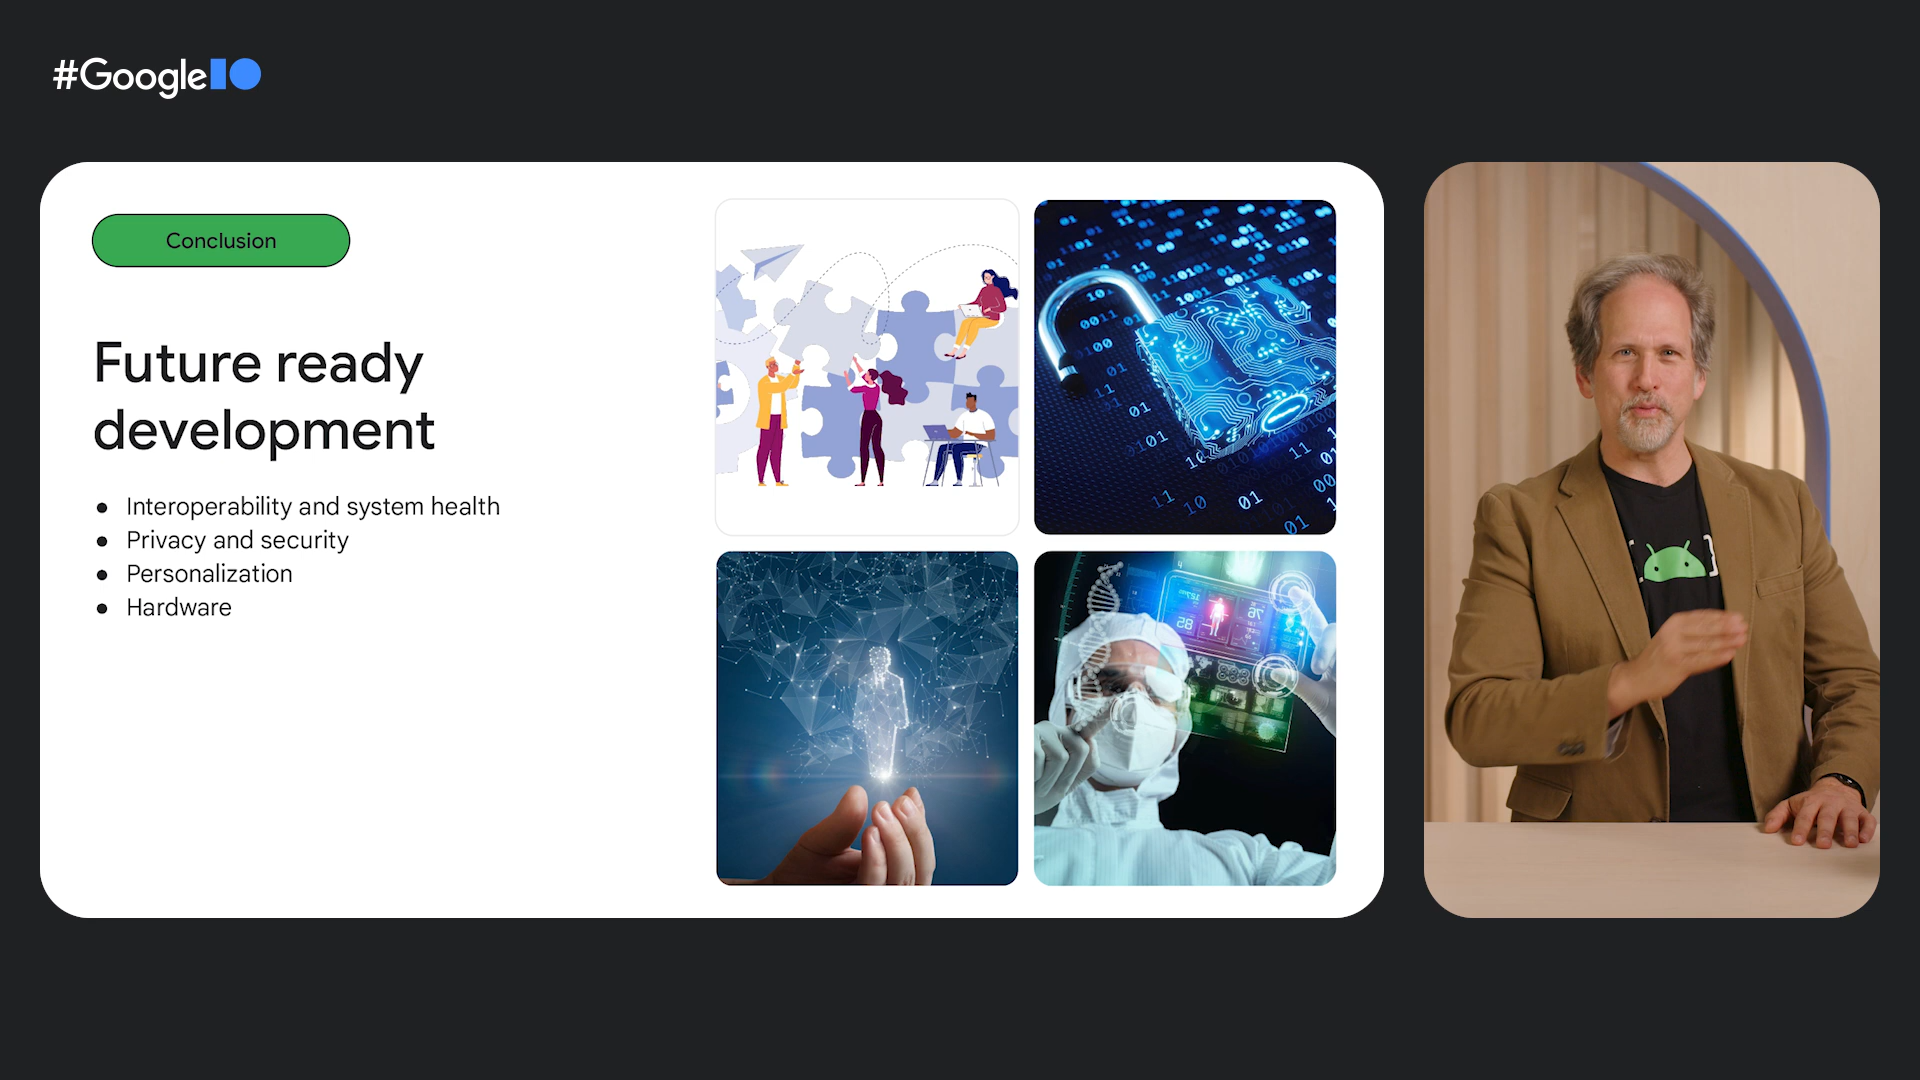 #GoogleIO
Conclusion
Future ready
development
● Interoperability and system health
● Privacy and security
● Personalization
● Hardware